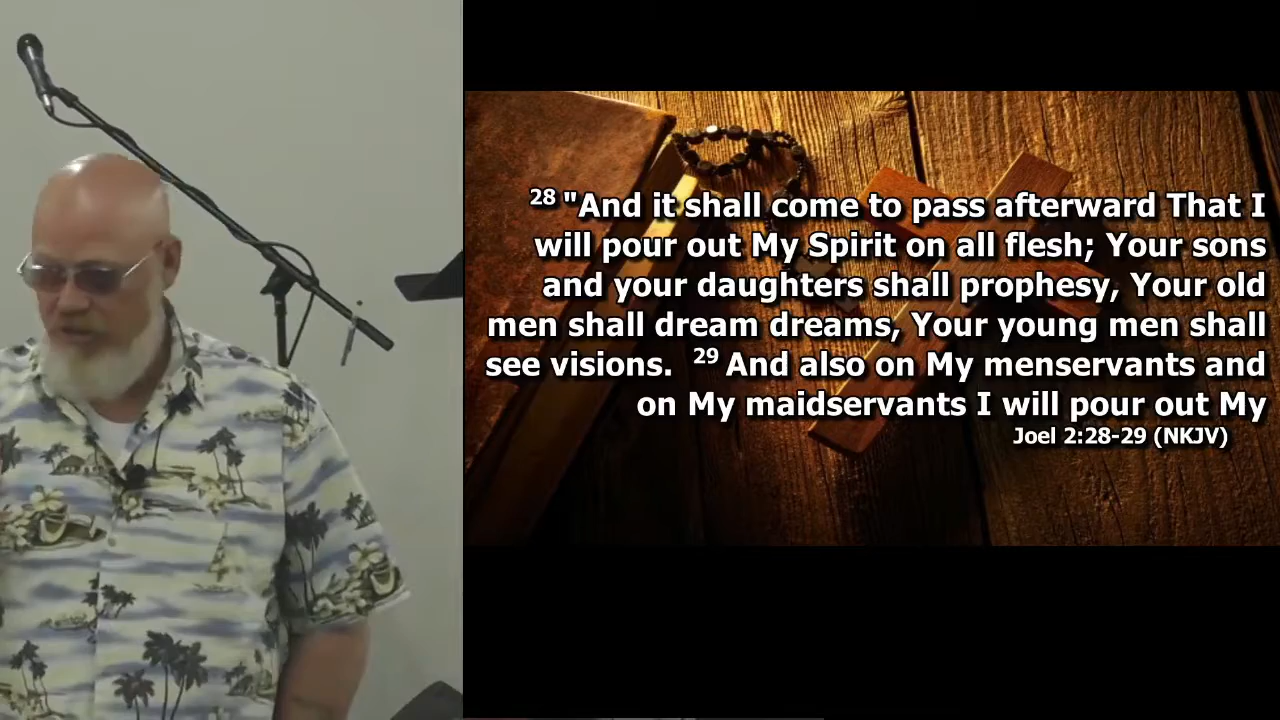 28 "And it shall come to pass afterward That I
will pour out My Spirit on all flesh; Your sons
and your daughters shall prophesy, Your old
men shall dream dreams, Your young men shall
see visions. 29 And also on My menservants and
on My maidservants I will pour out My
Joel 2:28-29 (NKJV)